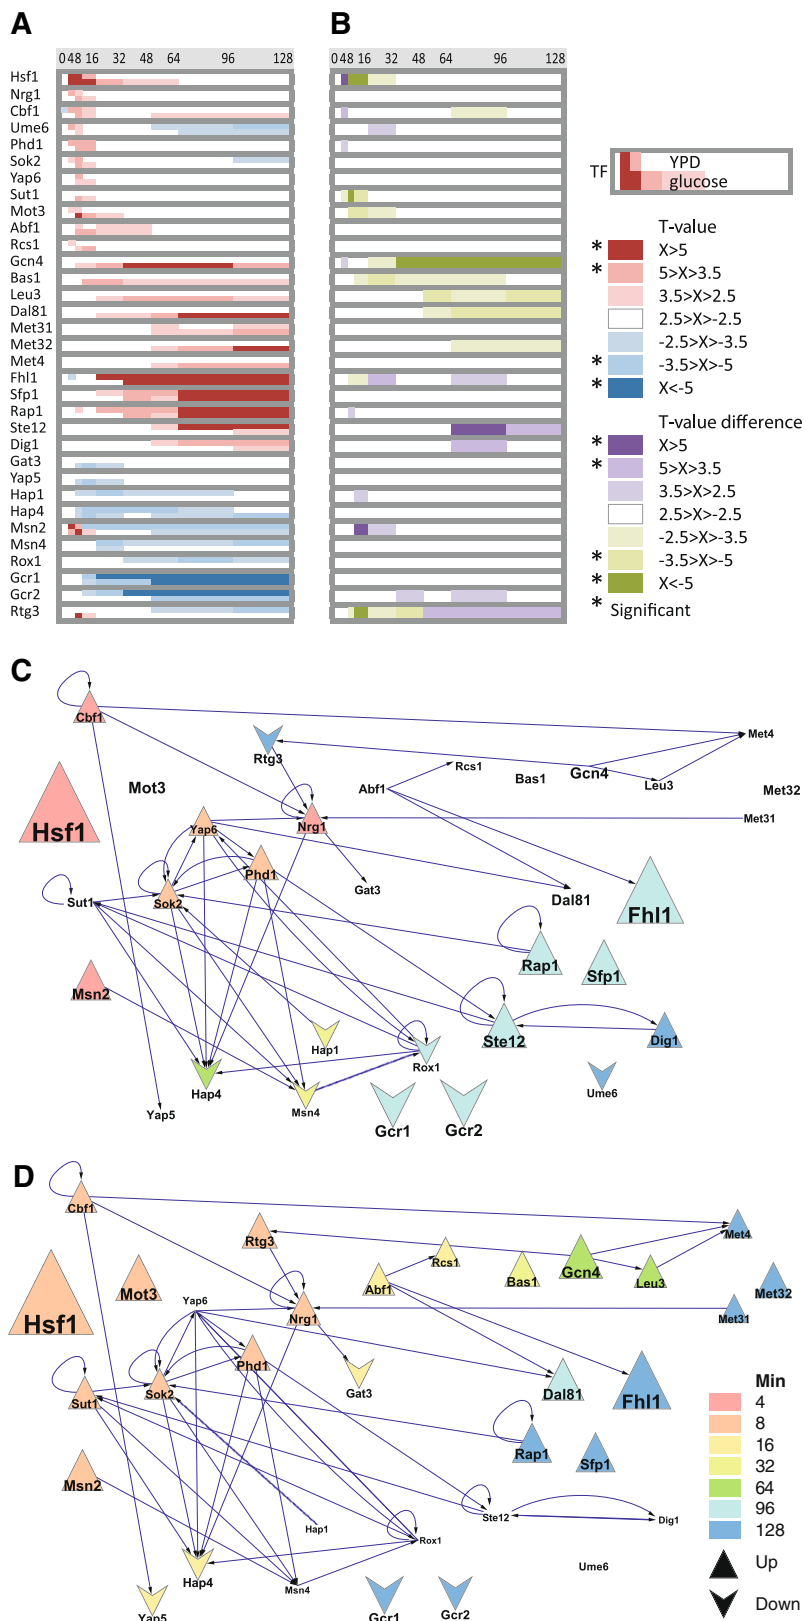 A
B
0 4 8 16 32 48 64 96 128
0 4 8 16 32 48 64 96 128
Hsf1
Nrg1
Cbf1
Ume6
Phd1
Sok2
Yap6
Sut1
Mot3
Abf1
Rcs1
Gcn4
Bas1
Leu3
Dal81
Met31
Met32
Met4
Fhl1
Sfp1
Rap1
Ste12
Dig1
Gat3
Yap5
Hap1
Hap4
Msn2
Msn4
Rox1
Gcr1
Gcr2
Rtg3
TF
YPD
glucose
T-value
* X>5
* 5>X>3.5
3.5>X>2.5
2.5>X>-2.5
-2.5>X>-3.5
* -3.5>X>-5
* X<-5
T-value difference
* X>5
* 5>X>3.5
3.5>X>2.5
2.5>X>-2.5
-2.5>X>-3.5
* -3.5>X>-5
* X<-5
* Significant
C
Cbf1
Met4
Rtg3
Rcs1
Gcn4
Bas1
Leu3
Met32
Mot3
Abf1
Hsf1
Yap6
Nrg1
Met31
Phd1
Gat3
Dal81
Fhl1
Sut1
Sok2
Rap1
Sfp1
Msn2
Ste12
Dig1
Hap1
Rox1
Hap4
Ume6
Yap5
Msn4
Gcr1
Gcr2
D
Cbf1
Rtg3
Met4
Rcs1
Gcn4
Bas1
Leu3
Abf1
Met32
Mot3
Yap6
Hsf1
Nrg1
Met31
Phd1
Gat3
Dal81
Fhl1
Sut1
Sok2
Rap1
Sfp1
Msn2
Ste12
Dig1
Hap1
Rox1
Hap4
Ume6
Msn4
Yap5
Gcr1
Gcr2
Min
4
8
16
32
64
96
128
Up
Down